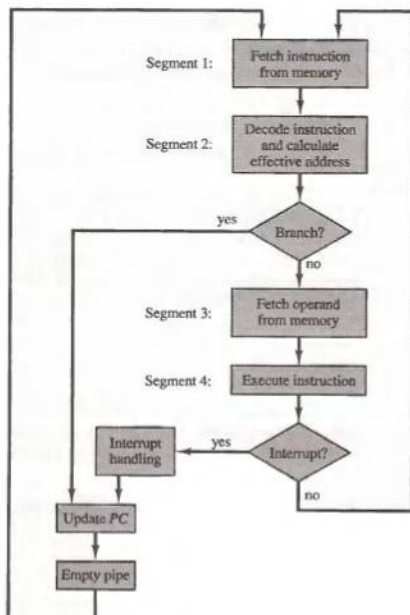 Segment 1:
Fetch instruction
from memory
Segment 2:
Decode instruction
and calculate
effective address
yes
Branch?
no
Segment 3:
Fetch operand
from memory
Segment 4:
Execute instruction
Interrupt
handling
yes
Interrupt?
no
Update PC
Empty pipe